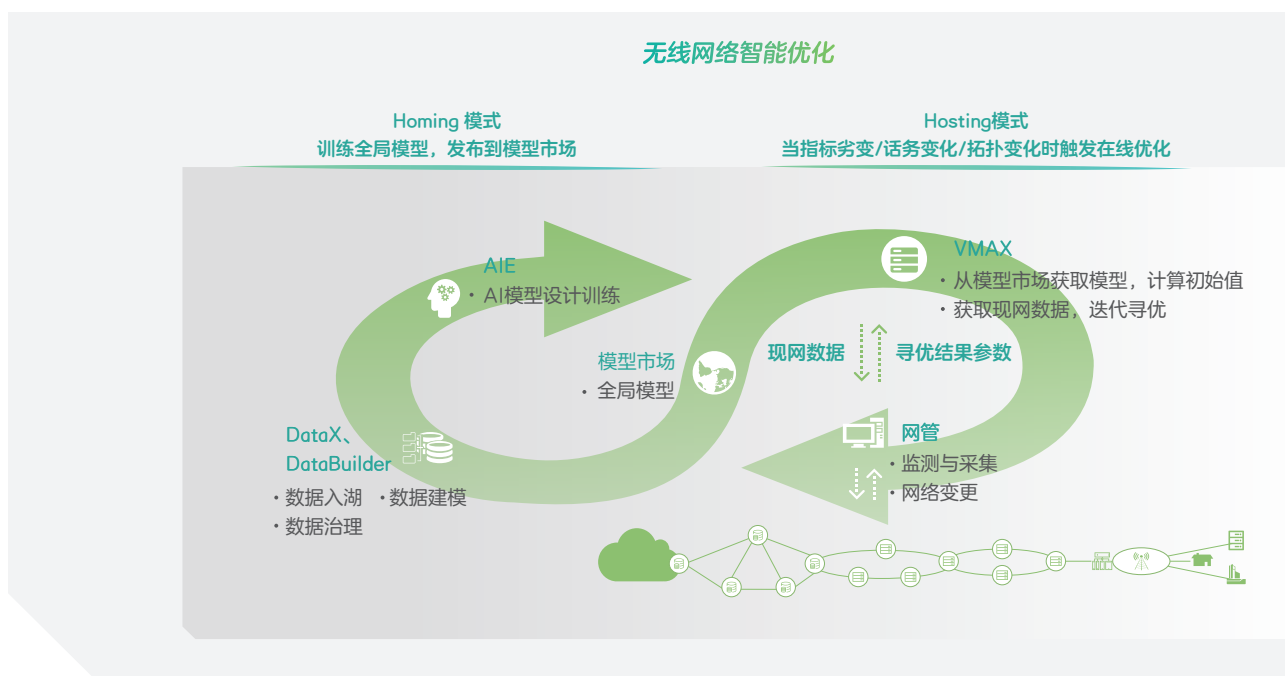 无线网络智能优化
Homing 模式
训练全局模型，发布到模型市场
Hosting模式
当指标劣变/话务变化/拓扑变化时触发在线优化
AIE
· AI模型设计训练
VMAX
· 从模型市场获取模型，计算初始值
· 获取现网数据，迭代寻优
模型市场
· 全局模型
现网数据
寻优结果参数
DataX、
DataBuilder
· 数据入湖 · 数据建模
· 数据治理
网管
· 监测与采集
· 网络变更